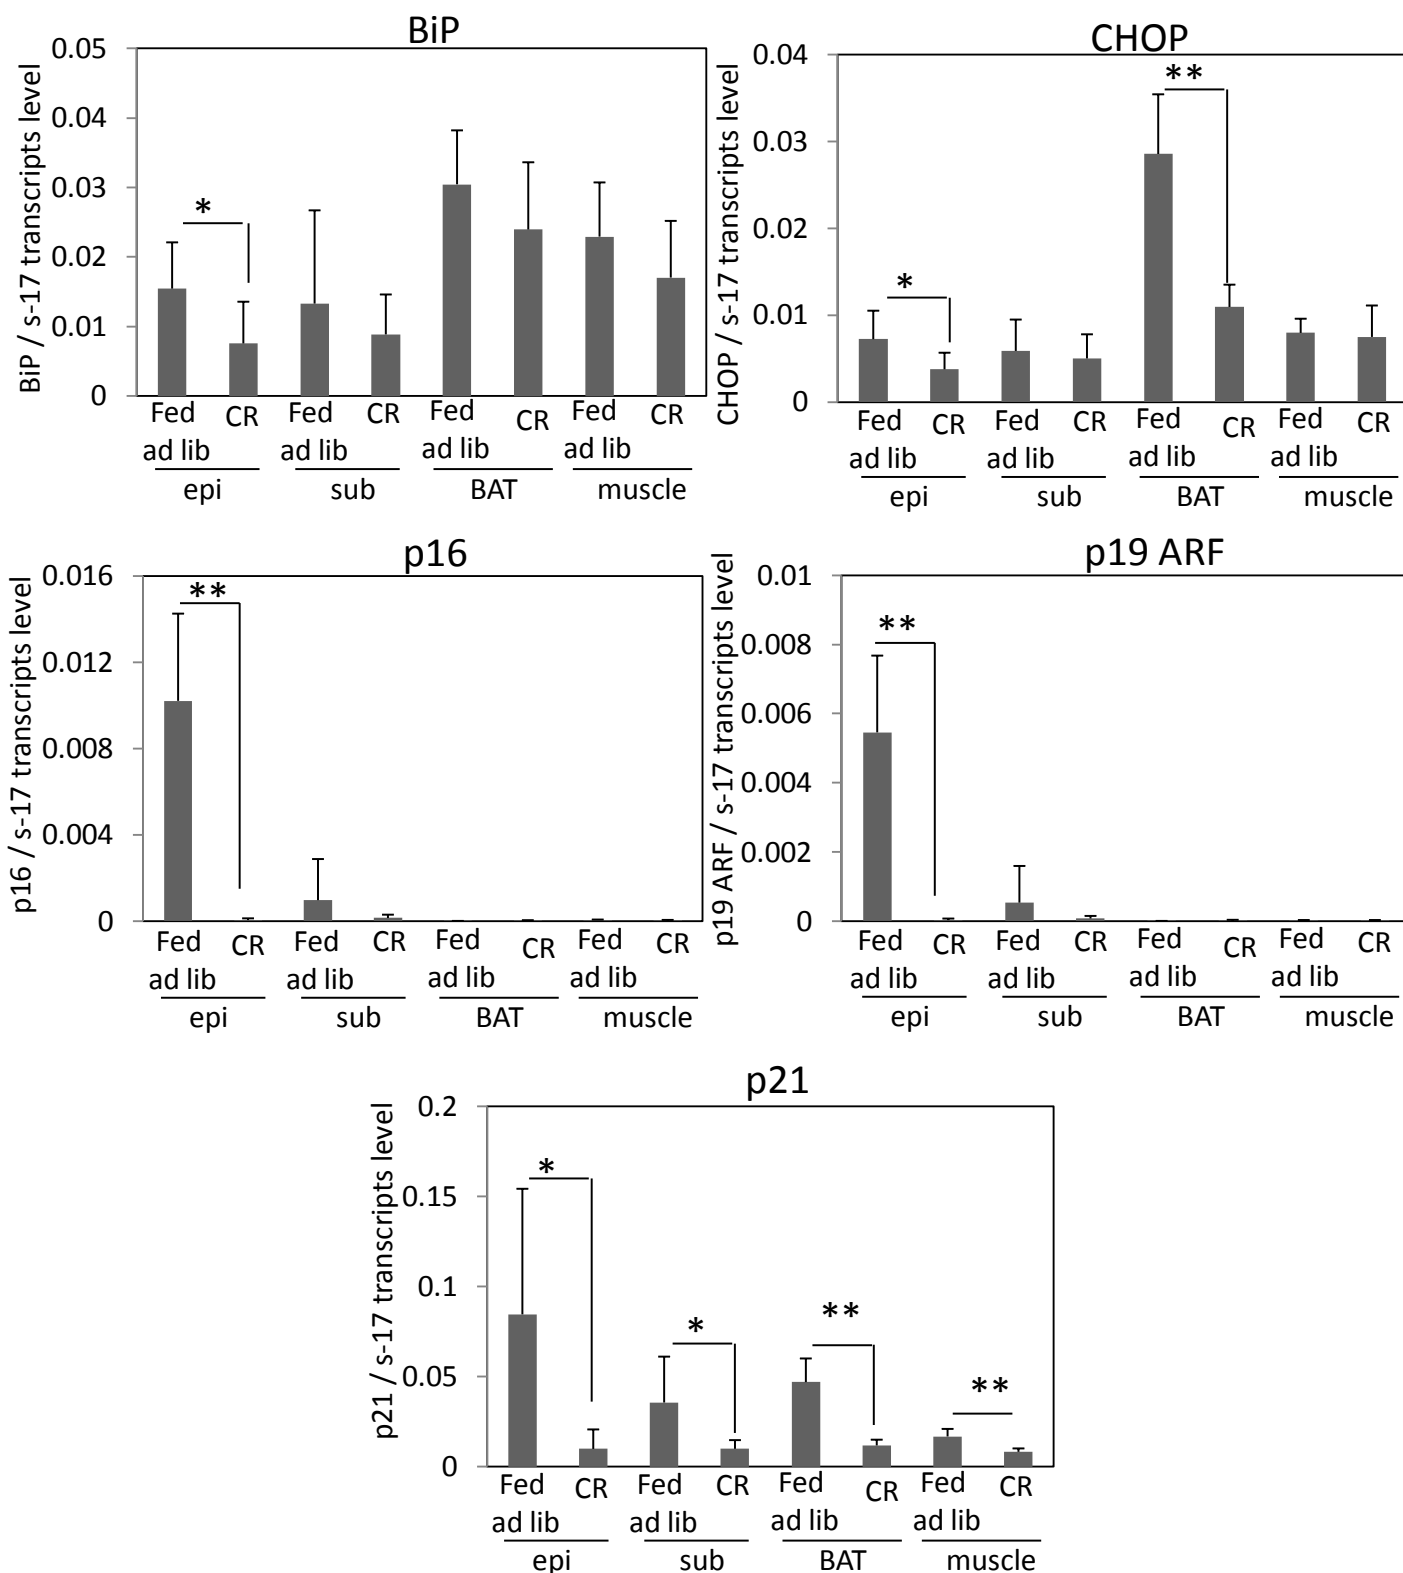 BiP
BiP / s-17 transcripts level
0.05
0.04
0.03
0.02
0.01
0
*
Fed ad lib CR Fed ad lib CR Fed ad lib CR Fed ad lib CR
epi sub BAT muscle
CHOP
CHOP / s-17 transcripts level
0.04
0.03
0.02
0.01
0
* **
Fed ad lib CR Fed ad lib CR Fed ad lib CR Fed ad lib CR
epi sub BAT muscle
p16
p16 / s-17 transcripts level
0.016
0.012
0.008
0.004
0
**
Fed ad lib CR Fed ad lib CR Fed ad lib CR Fed ad lib CR
epi sub BAT muscle
p19 ARF
p19 ARF / s-17 transcripts level
0.01
0.008
0.006
0.004
0.002
0
**
Fed ad lib CR Fed ad lib CR Fed ad lib CR Fed ad lib CR
epi sub BAT muscle
p21
p21 / s-17 transcripts level
0.2
0.15
0.1
0.05
0
* * ** **
Fed ad lib CR Fed ad lib CR Fed ad lib CR Fed ad lib CR
epi sub BAT muscle